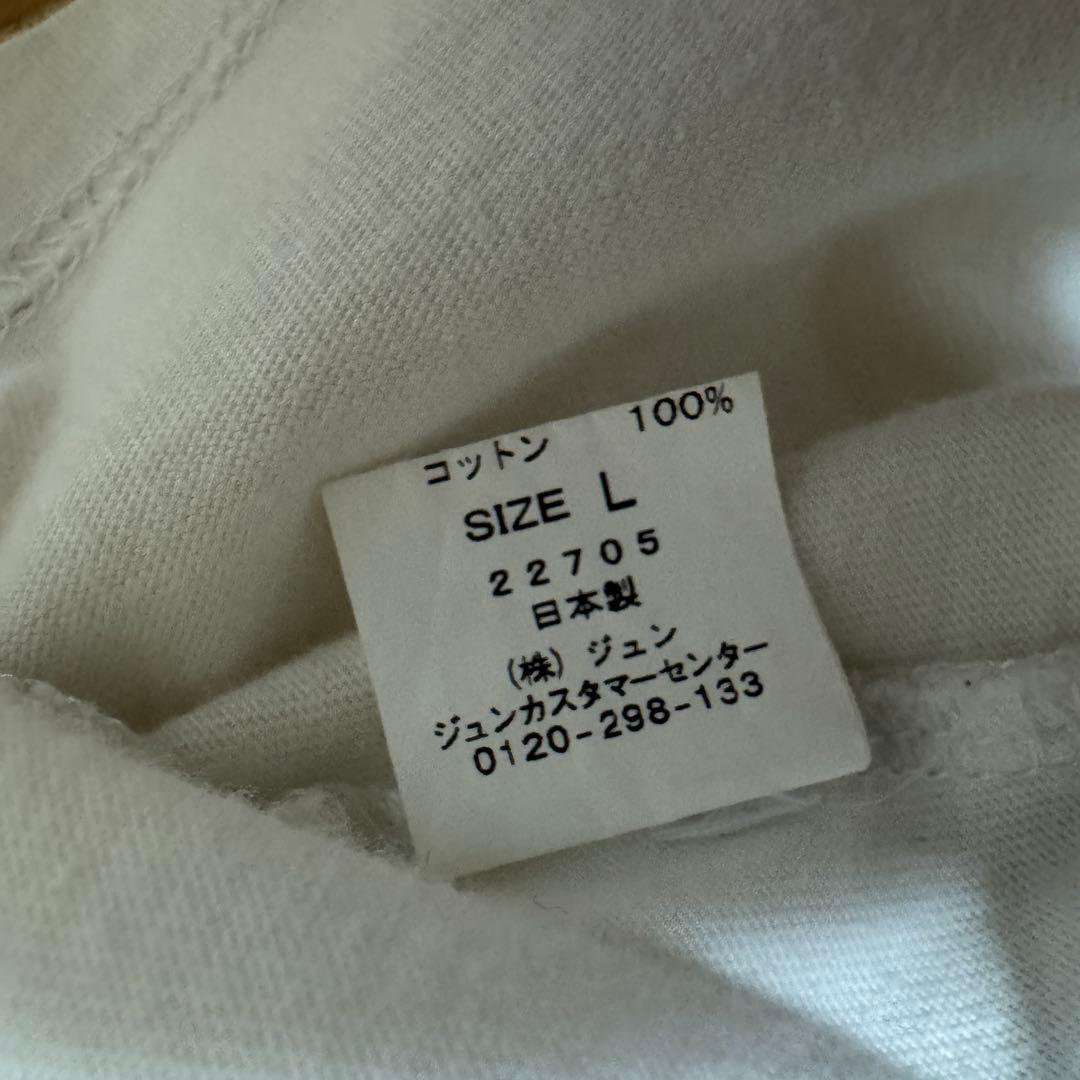 コットン 100%
SIZE L
22705
日本製
(株) ジュン
ジュンカスタマーセンター
0120-298-133